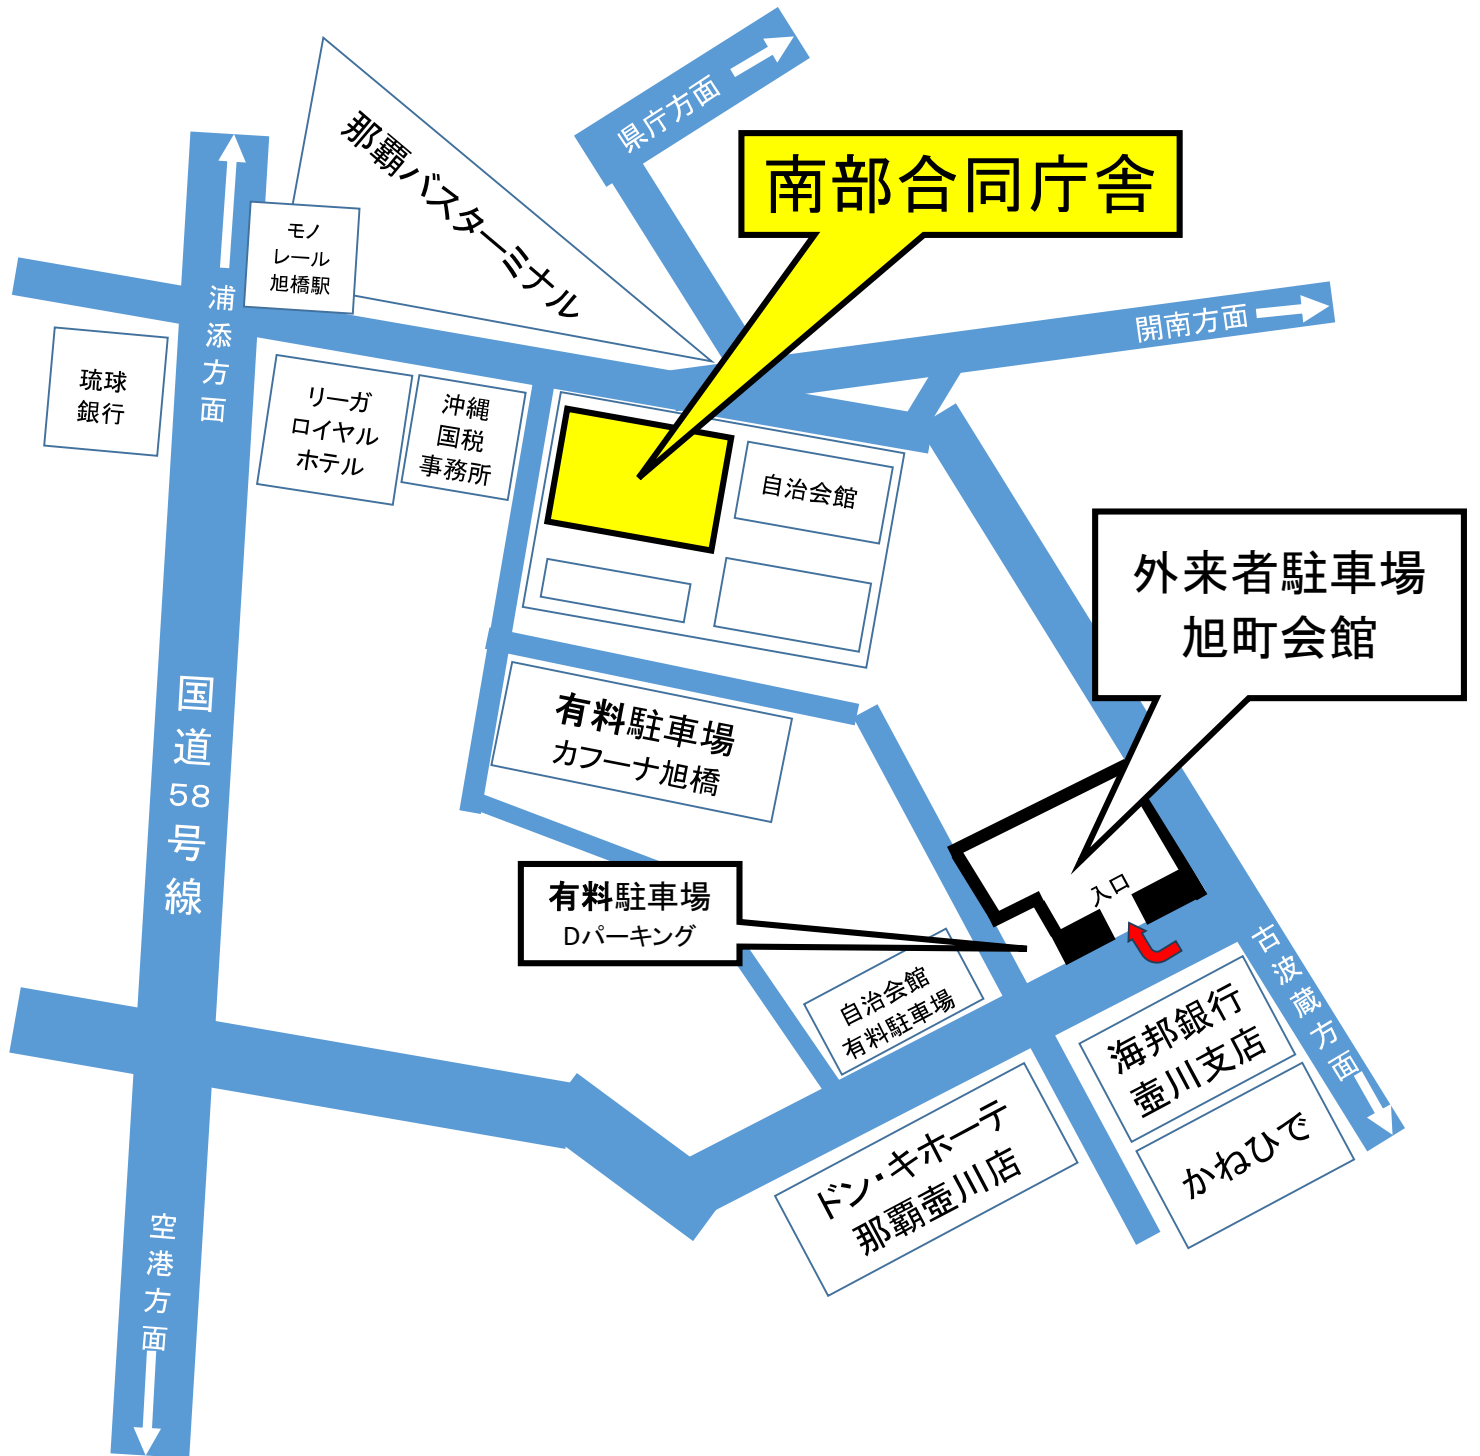 県庁方面
那覇バスターミナル
南部合同庁舎
モノ
レール
旭橋駅
浦添方面
開南方面
琉球
銀行
リーガ
ロイヤル
ホテル
沖縄
国税
事務所
自治会館
外来者駐車場
旭町会館
国道58号線
有料駐車場
カフーナ旭橋
有料駐車場
Dパーキング
入口
自治会館
有料駐車場
古波蔵方面
海邦銀行
壺川支店
かねひで
ドン・キホーテ
那覇壺川店
空港方面